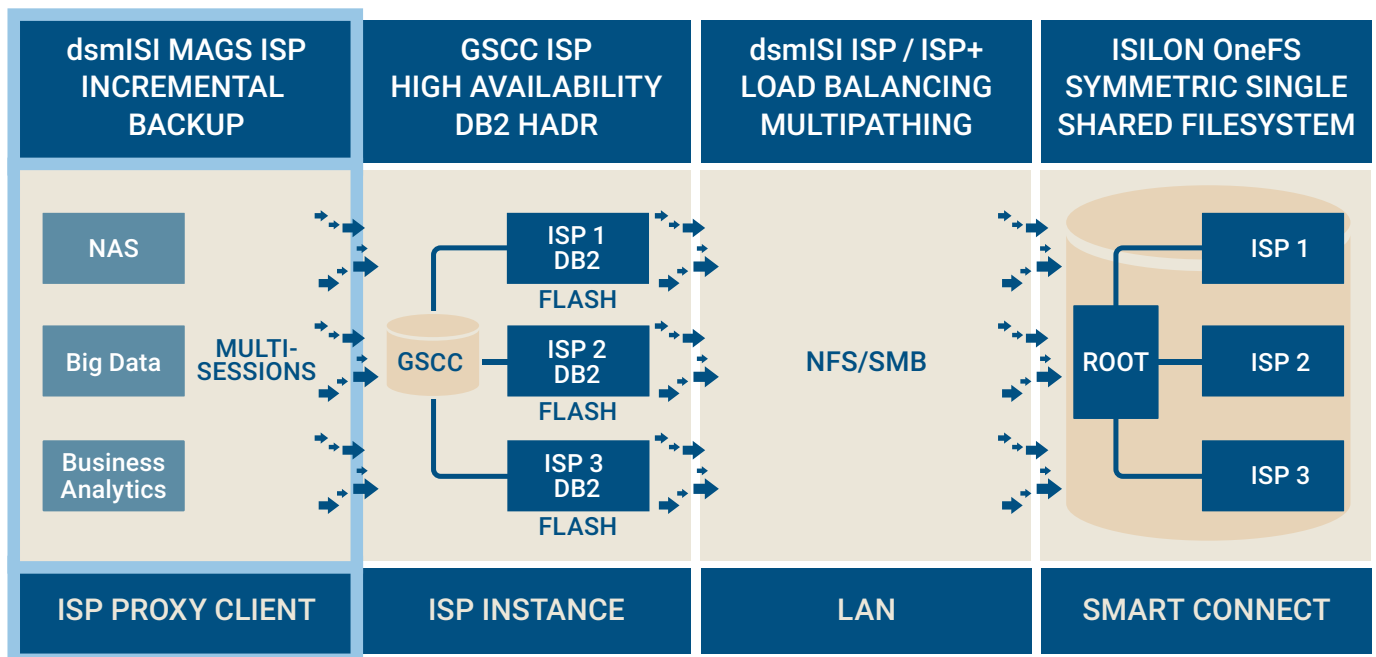 dsmISI MAGS ISP
INCREMENTAL
BACKUP
GSCC ISP
HIGH AVAILABILITY
DB2 HADR
dsmISI ISP / ISP+
LOAD BALANCING
MULTIPATHING
ISILON OneFS
SYMMETRIC SINGLE
SHARED FILESYSTEM
NAS
Big Data
Business
Analytics
MULTI-
SESSIONS
GSCC
ISP 1
DB2
FLASH
ISP 2
DB2
FLASH
ISP 3
DB2
FLASH
NFS/SMB
ROOT
ISP 1
ISP 2
ISP 3
ISP PROXY CLIENT
ISP INSTANCE
LAN
SMART CONNECT